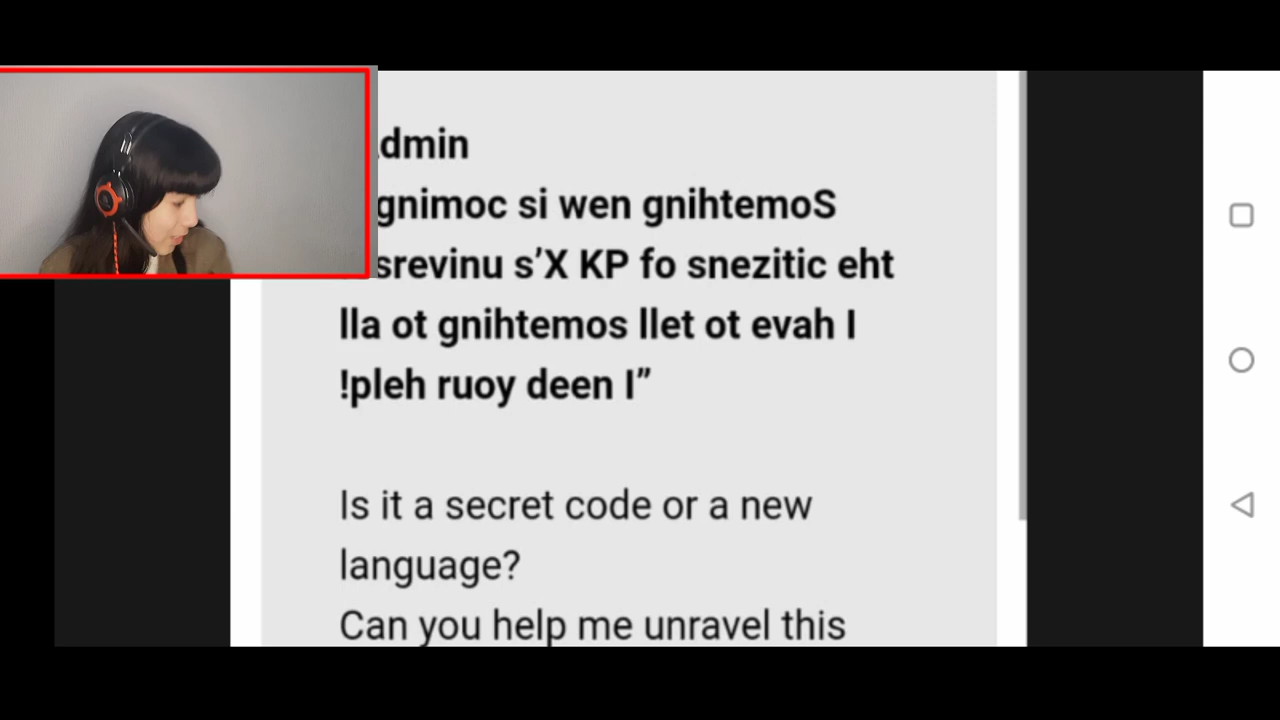 dmin
gnimoc si wen gnihtemoS
srevinu s’X KP fo snezitic eht
lla ot gnihtemos llet ot evah I
!pleh ruoy deen I”
Is it a secret code or a new
language?
Can you help me unravel this